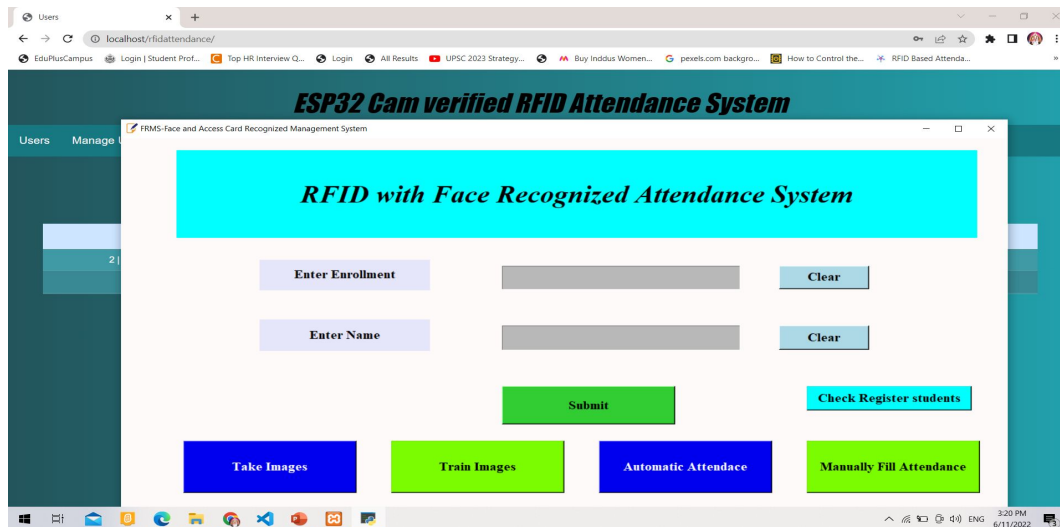 Users
localhost/rfidattendance/
EduPlusCampus Login | Student Prof... Top HR Interview Q... Login All Results UPSC 2023 Strategy... Buy Inddus Women... pexels.com backgro... How to Control the... RFID Based Attenda... »
ESP32 Cam verified RFID Attendance System
FRMS-Face and Access Card Recognized Management System
Users Manage U
RFID with Face Recognized Attendance System
2 |
Enter Enrollment Clear
Enter Name Clear
Submit Check Register students
Take Images Train Images Automatic Attendace Manually Fill Attendance
ENG 3:20 PM
6/11/2022